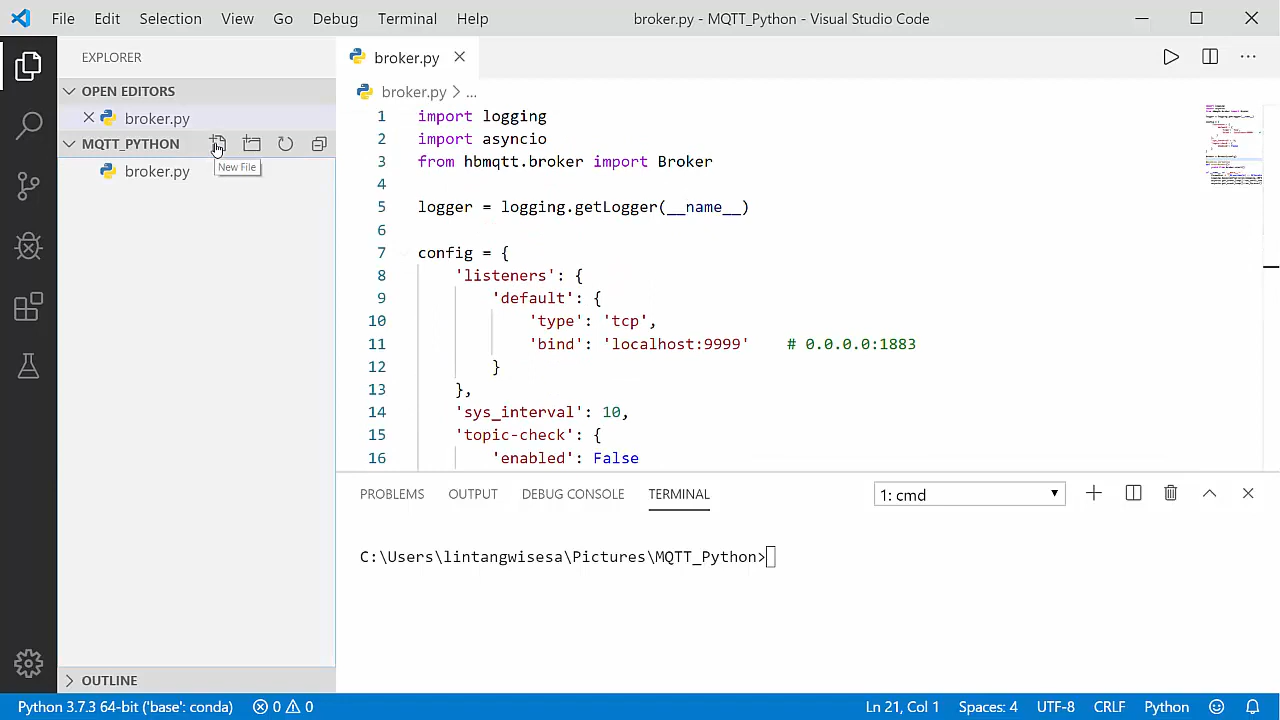 File Edit Selection View Go Debug Terminal Help broker.py - MQTT_Python - Visual Studio Code
EXPLORER
OPEN EDITORS
broker.py
MQTT_PYTHON
New File
broker.py
OUTLINE
broker.py
broker.py > ...
1 import logging
2 import asyncio
3 from hbmqtt.broker import Broker
4
5 logger = logging.getLogger(__name__)
6
7 config = {
8 'listeners': {
9 'default': {
10 'type': 'tcp',
11 'bind': 'localhost:9999' # 0.0.0.0:1883
12 }
13 },
14 'sys_interval': 10,
15 'topic-check': {
16 'enabled': False
PROBLEMS OUTPUT DEBUG CONSOLE TERMINAL 1: cmd
C:\Users\lintangwisesa\Pictures\MQTT_Python>
Python 3.7.3 64-bit ('base': conda) 0 0 Ln 21, Col 1 Spaces: 4 UTF-8 CRLF Python